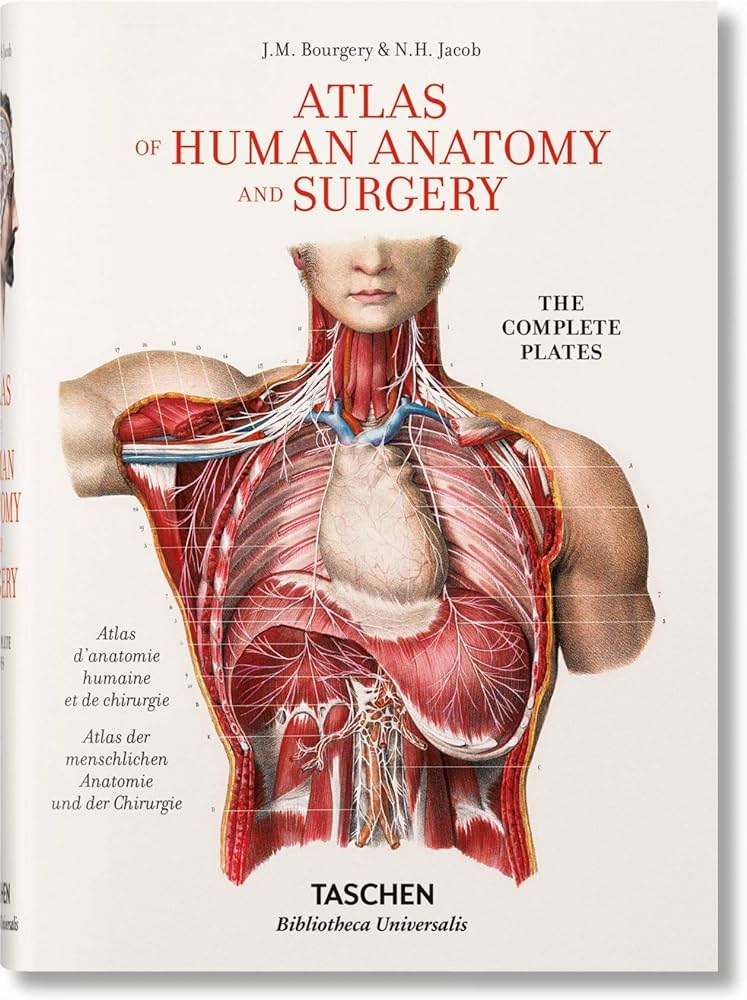 J.M. Bourgery & N.H. Jacob
ATLAS
OF HUMAN ANATOMY
AND SURGERY
THE
COMPLETE
PLATES
Atlas
d'anatomie
humaine
et de chirurgie
Atlas der
menschlichen
Anatomie
und der Chirurgie
TASCHEN
Bibliotheca Universalis